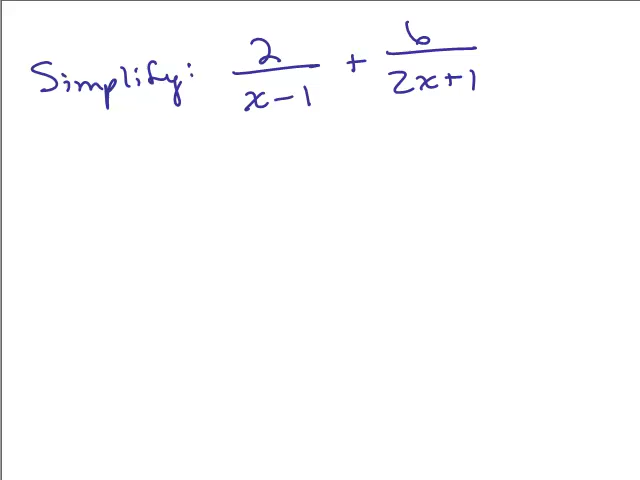 Simplify: 2/(x-1) + 6/(2x+1)